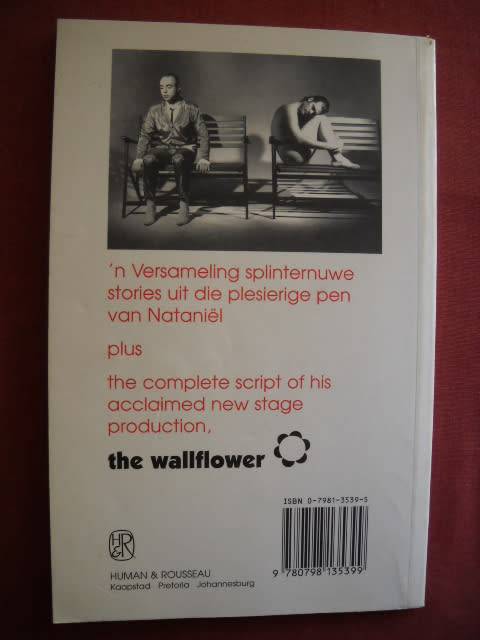 'n Versameling splinternuwe
stories uit die plesierige pen
van Nataniël
plus
the complete script of his
acclaimed new stage
production,
the wallflower
ISBN 0-7981-3539-5
9 780798 135399
H&R
HUMAN & ROUSSEAU
Kaapstad Pretoria Johannesburg